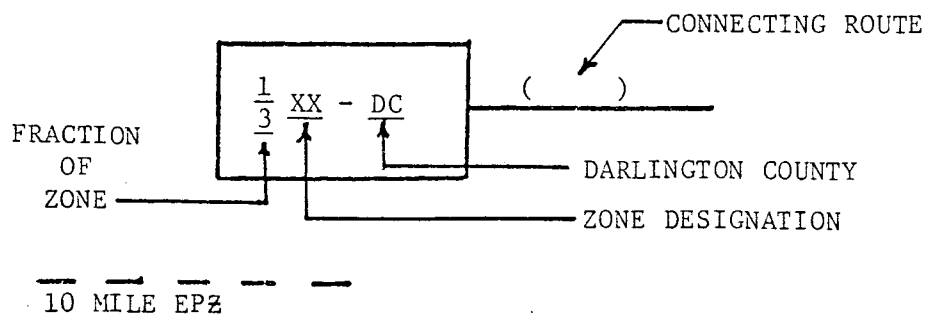 CONNECTING ROUTE
( )
1/3 XX - DC
FRACTION
OF
ZONE
DARLINGTON COUNTY
ZONE DESIGNATION
10 MILE EPZ